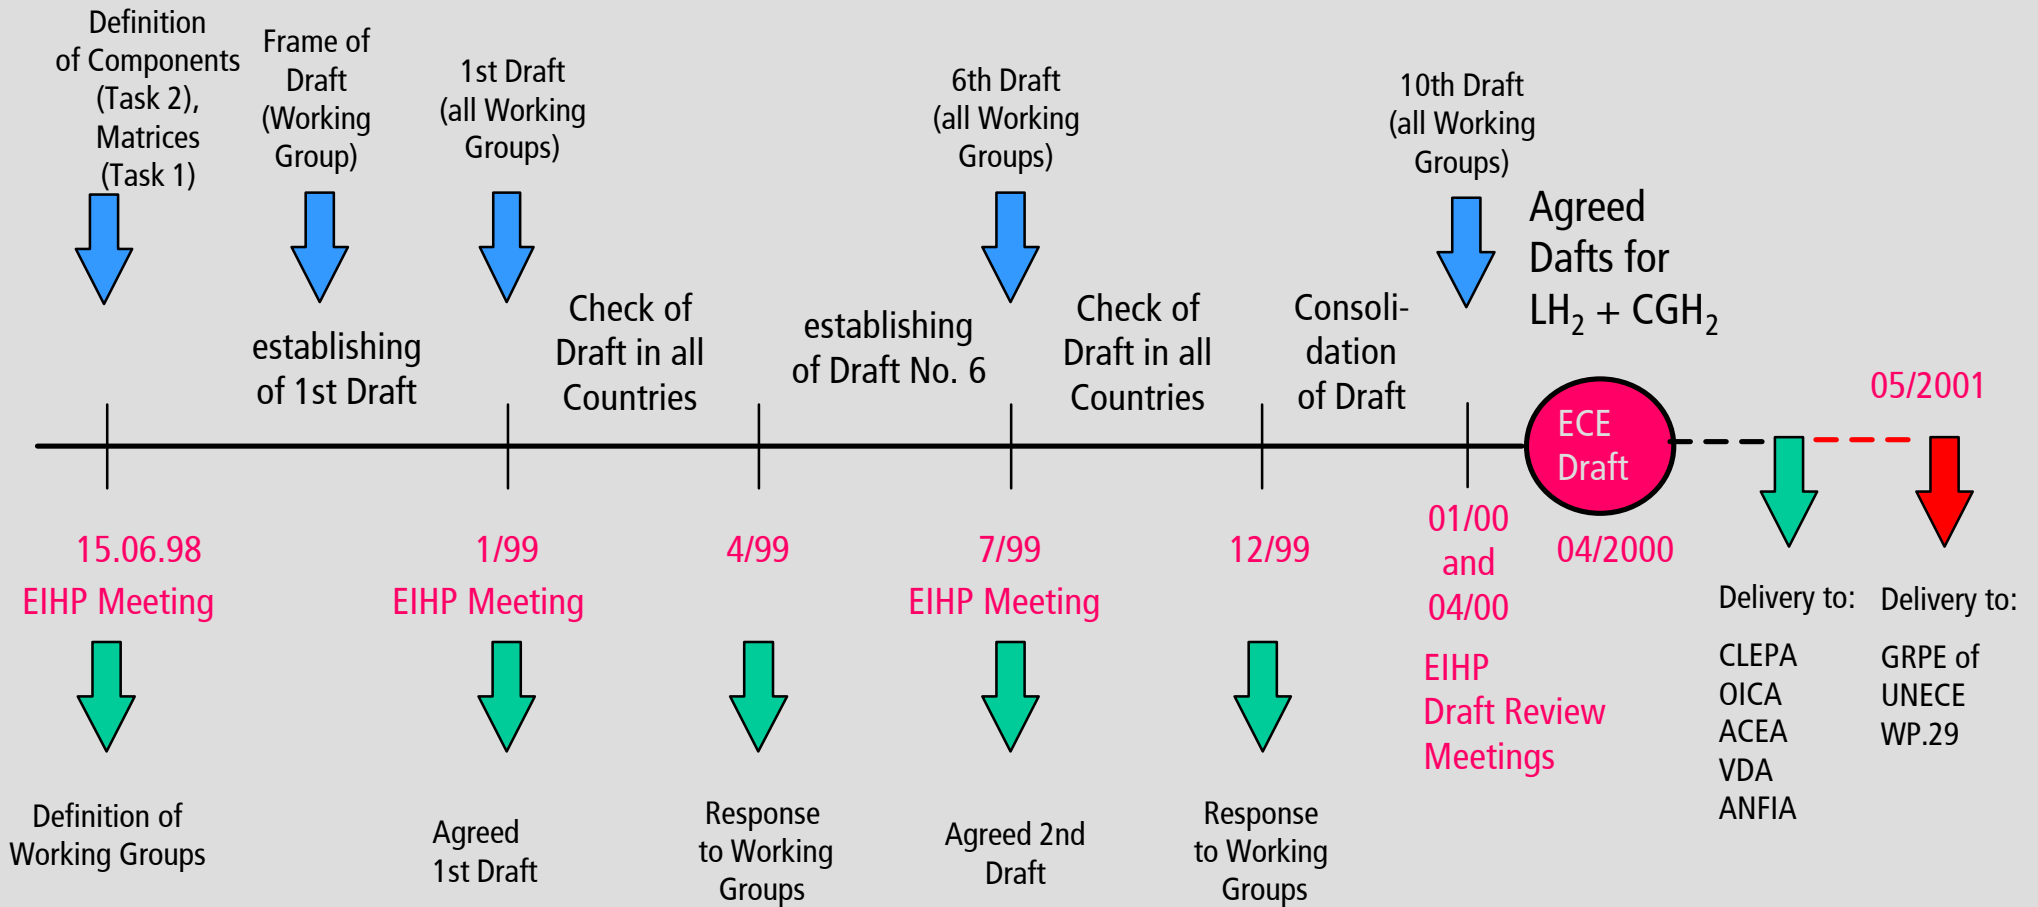 Definition
of Components
(Task 2),
Matrices
(Task 1)
Frame of
Draft
(Working
Group)
1st Draft
(all Working
Groups)
6th Draft
(all Working
Groups)
10th Draft
(all Working
Groups)
Agreed
Dafts for
LH₂ + CGH₂
establishing
of 1st Draft
Check of
Draft in all
Countries
establishing
of Draft No. 6
Check of
Draft in all
Countries
Consoli-
dation
of Draft
ECE
Draft
05/2001
15.06.98
EIHP Meeting
1/99
EIHP Meeting
4/99
7/99
EIHP Meeting
12/99
01/00
and
04/00
EIHP
Draft Review
Meetings
04/2000
Delivery to:
CLEPA
OICA
ACEA
VDA
ANFIA
Delivery to:
GRPE of
UNECE
WP.29
Definition of
Working Groups
Agreed
1st Draft
Response
to Working
Groups
Agreed 2nd
Draft
Response
to Working
Groups